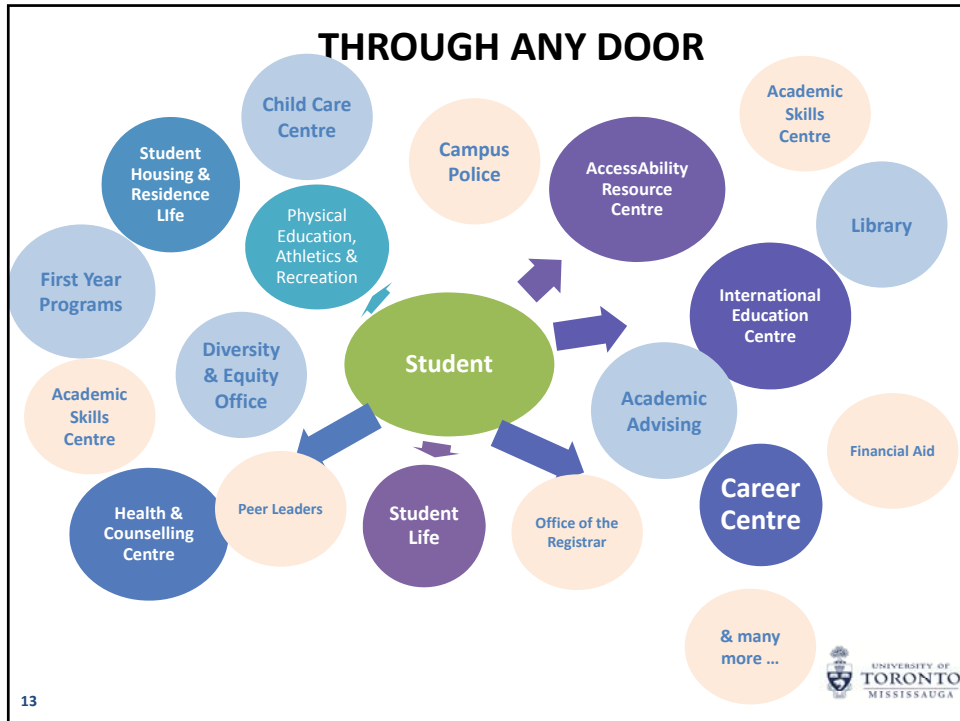 THROUGH ANY DOOR
Child Care
Centre
Campus
Police
Academic
Skills
Centre
Student
Housing &
Residence
LIfe
AccessAbility
Resource
Centre
Physical
Education,
Athletics &
Recreation
Library
First Year
Programs
International
Education
Centre
Student
Diversity
& Equity
Office
Academic
Advising
Academic
Skills
Centre
Financial Aid
Health &
Counselling
Centre
Peer Leaders
Student
Life
Office of the
Registrar
Career
Centre
& many
more …
UNIVERSITY OF
TORONTO
MISSISSAUGA
13